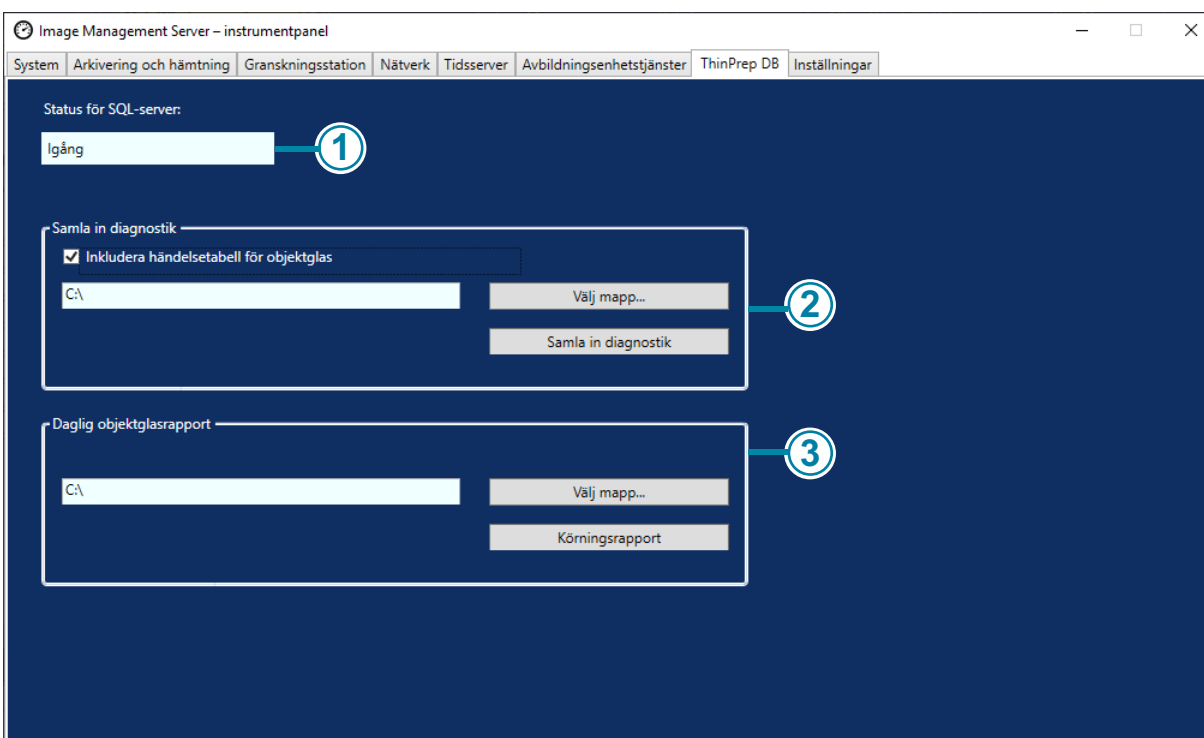 Image Management Server – instrumentpanel
System Arkivering och hämtning Granskningsstation Nätverk Tidsserver Avbildningsenhetstjänster ThinPrep DB Inställningar
Status för SQL-server:
Igång 1
Samla in diagnostik
Inkludera händelsetabell för objektglas
C:\ Välj mapp... 2
Samla in diagnostik
Daglig objektglasrapport
3
C:\ Välj mapp...
Körningsrapport